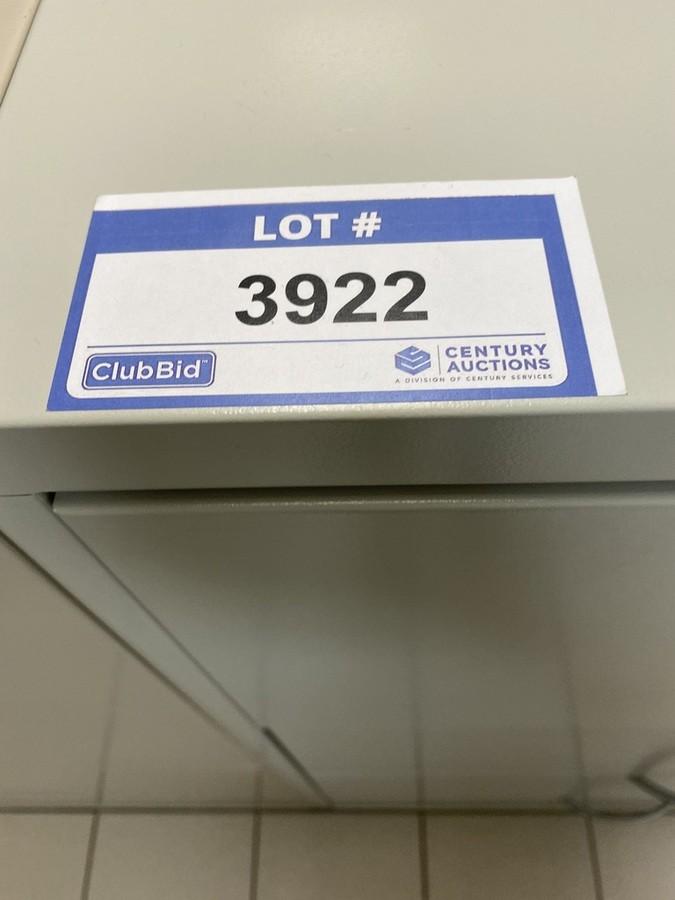 LOT #
3922
ClubBid™
CENTURY
AUCTIONS
A DIVISION OF CENTURY SERVICES